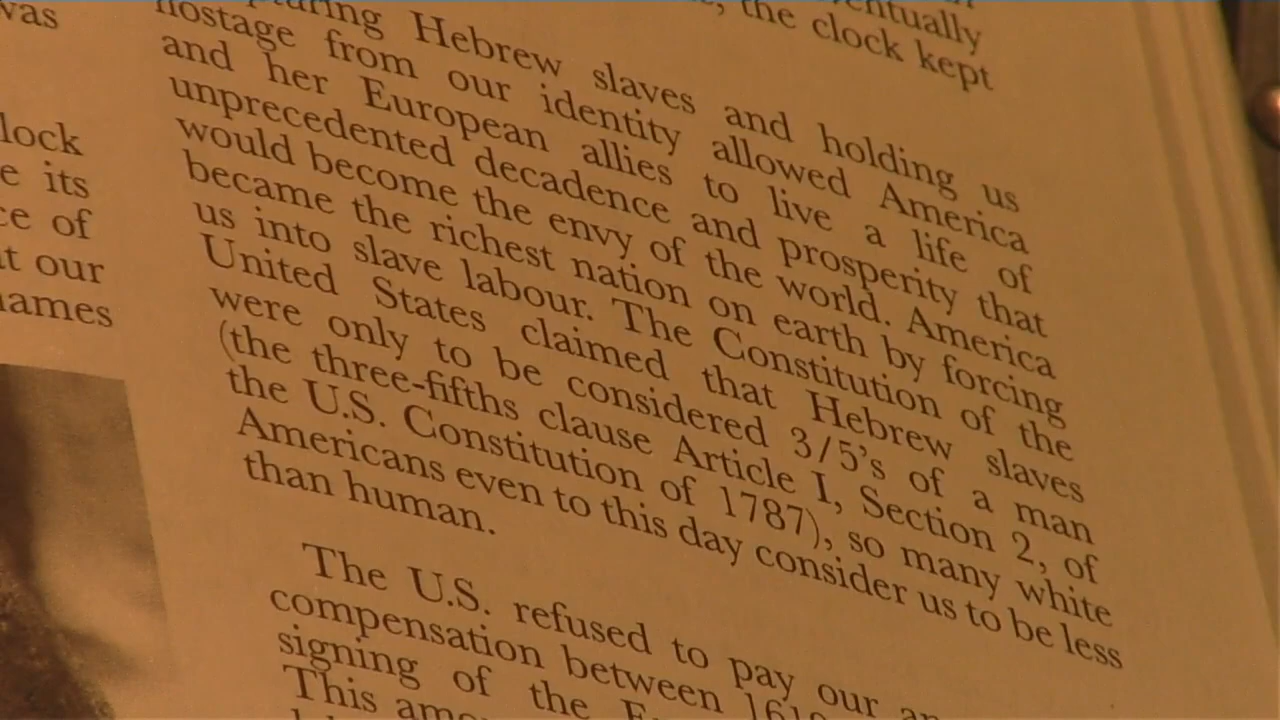 was
lock
e its
ce of
at our
names
entually
, the clock kept
Hebrew slaves and holding us
hostage from our identity allowed America
and her European allies to live a life of
unprecedented decadence and prosperity that
would become the envy of the world. America
became the richest nation on earth by forcing
us into slave labour. The Constitution of the
United States claimed that Hebrew slaves
were only to be considered 3/5's of a man
(the three-fifths clause Article I, Section 2, of
the U.S. Constitution of 1787), so many white
Americans even to this day consider us to be less
than human.
The U.S. refused to pay our
compensation between
signing of the
This